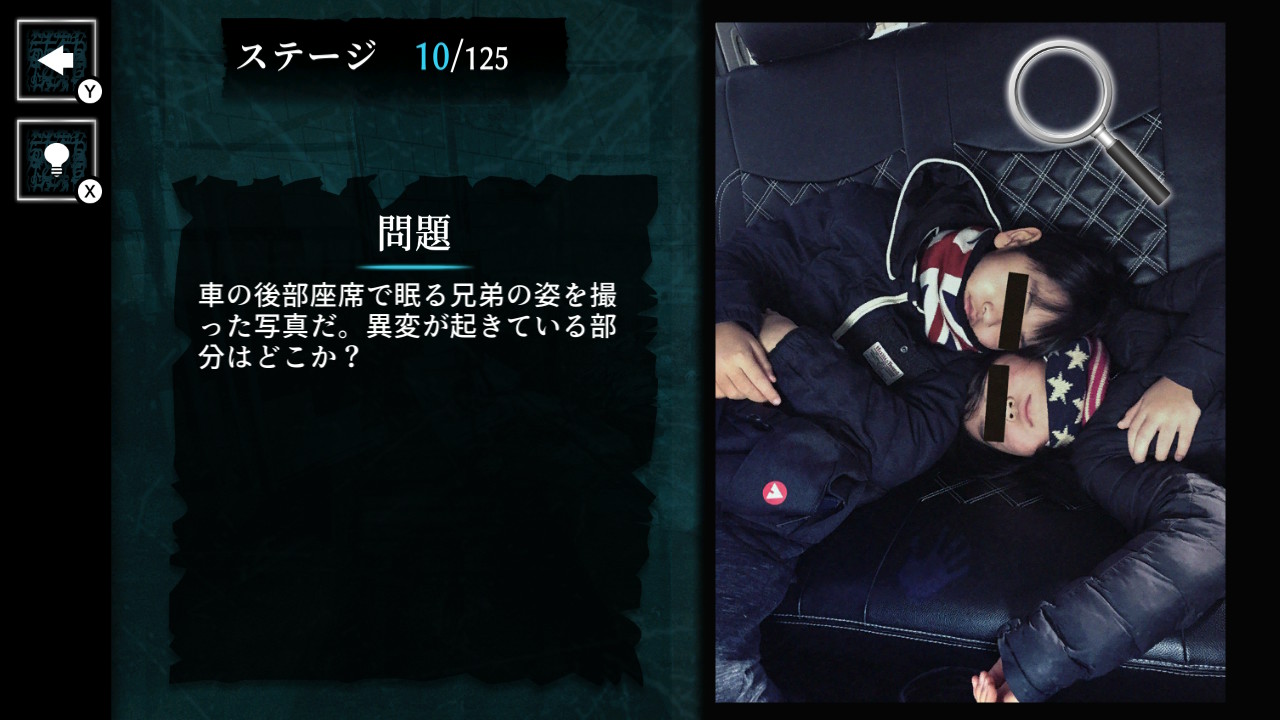 ステージ 10/125
Y
X
問題
車の後部座席で眠る兄弟の姿を撮
った写真だ。異変が起きている部
分はどこか？